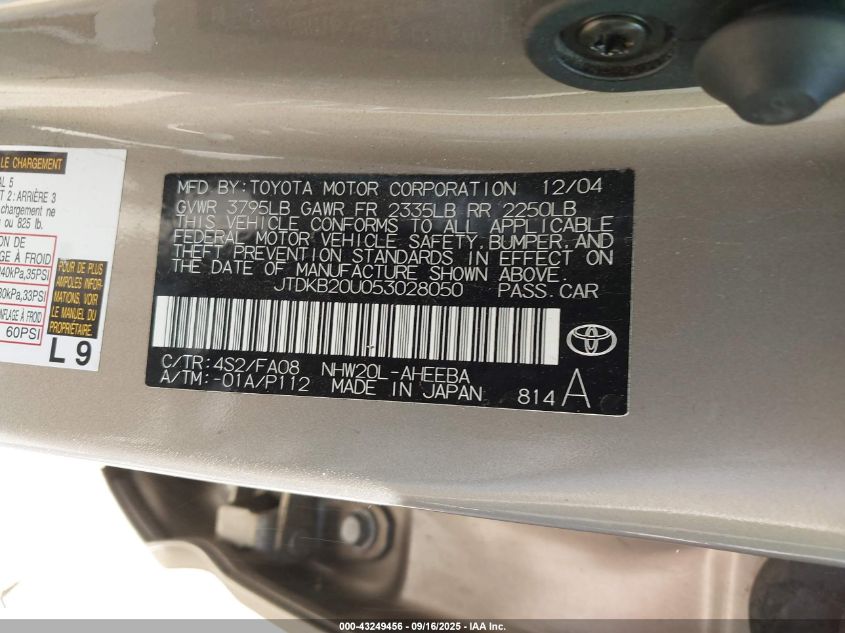 LE CHARGEMENT
AL 5
T 2: ARRIÈRE 3
chargement ne
ou 825 lb.
ON DE
GE À FROID
240kPa,35PSI
30kPa,33PSI
NFLAGE À FROID
60PSI
POUR DE PLUS
AMPLES INFOR-
MATIONS, VOIR
LE MANUEL DU
PROPRIÉTAIRE.
L 9
MFD BY: TOYOTA MOTOR CORPORATION 12/04
GVWR 3795LB GAWR FR 2335LB RR 2250LB
THIS VEHICLE CONFORMS TO ALL APPLICABLE
FEDERAL MOTOR VEHICLE SAFETY, BUMPER, AND
THEFT PREVENTION STANDARDS IN EFFECT ON
THE DATE OF MANUFACTURE SHOWN ABOVE.
JTDKB20U053028050 PASS. CAR
C/TR: 4S2/FA08 NHW20L-AHEEBA
A/TM: -01A/P112 MADE IN JAPAN 814 A
000-43249456 - 09/16/2025 - IAA Inc.